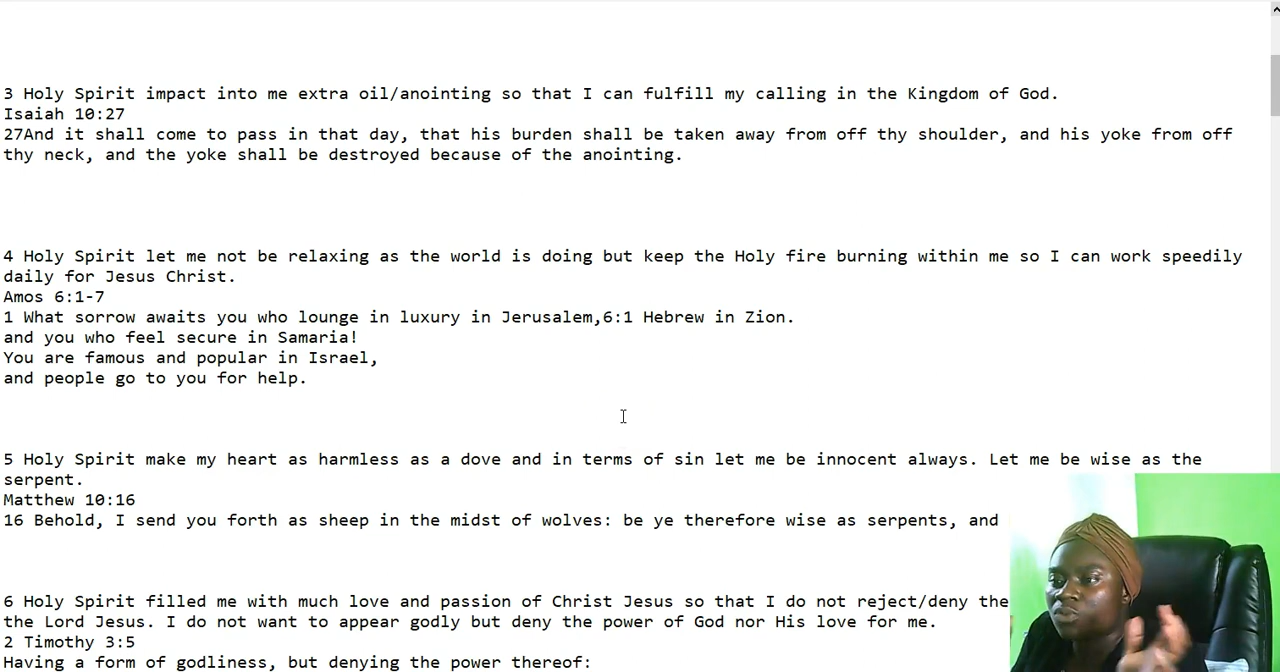 3 Holy Spirit impact into me extra oil/anointing so that I can fulfill my calling in the Kingdom of God.
Isaiah 10:27
27And it shall come to pass in that day, that his burden shall be taken away from off thy shoulder, and his yoke from off
thy neck, and the yoke shall be destroyed because of the anointing.
4 Holy Spirit let me not be relaxing as the world is doing but keep the Holy fire burning within me so I can work speedily
daily for Jesus Christ.
Amos 6:1-7
1 What sorrow awaits you who lounge in luxury in Jerusalem,6:1 Hebrew in Zion.
and you who feel secure in Samaria!
You are famous and popular in Israel,
and people go to you for help.
5 Holy Spirit make my heart as harmless as a dove and in terms of sin let me be innocent always. Let me be wise as the
serpent.
Matthew 10:16
16 Behold, I send you forth as sheep in the midst of wolves: be ye therefore wise as serpents, and
6 Holy Spirit filled me with much love and passion of Christ Jesus so that I do not reject/deny the
the Lord Jesus. I do not want to appear godly but deny the power of God nor His love for me.
2 Timothy 3:5
Having a form of godliness, but denying the power thereof: